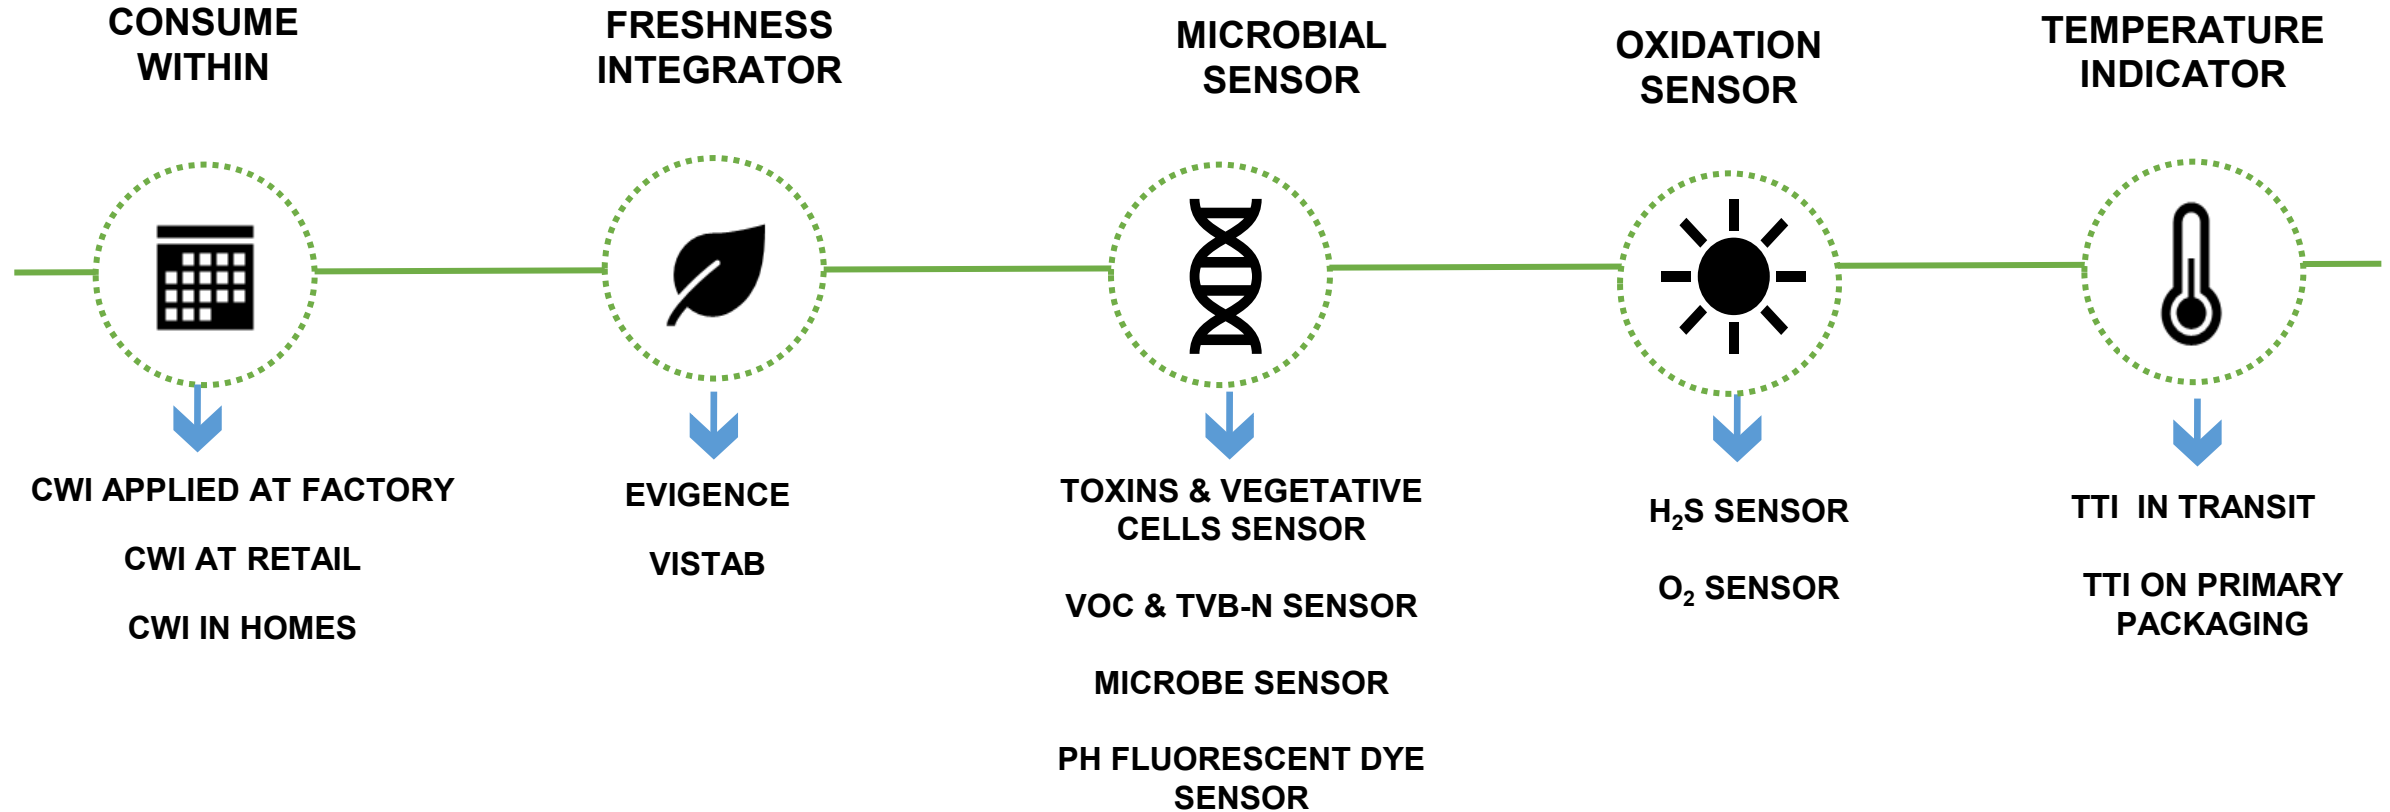 CONSUME
WITHIN
FRESHNESS
INTEGRATOR
MICROBIAL
SENSOR
OXIDATION
SENSOR
TEMPERATURE
INDICATOR
CWI APPLIED AT FACTORY
CWI AT RETAIL
CWI IN HOMES
EVIGENCE
VISTAB
TOXINS & VEGETATIVE
CELLS SENSOR
VOC & TVB-N SENSOR
MICROBE SENSOR
PH FLUORESCENT DYE
SENSOR
H₂S SENSOR
O₂ SENSOR
TTI IN TRANSIT
TTI ON PRIMARY
PACKAGING